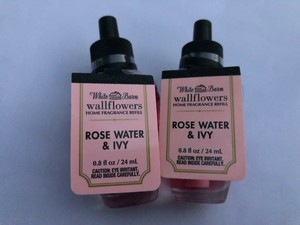 White Barn
wallflowers
HOME FRAGRANCE REFILL
ROSE WATER
& IVY
0.8 fl oz / 24 mL
CAUTION: EYE IRRITANT.
READ INSIDE CAREFULLY.
White Barn
wallflowers
HOME FRAGRANCE REFILL
ROSE WATER
& IVY
0.8 fl oz / 24 mL
CAUTION: EYE IRRITANT.
READ INSIDE CAREFULLY.